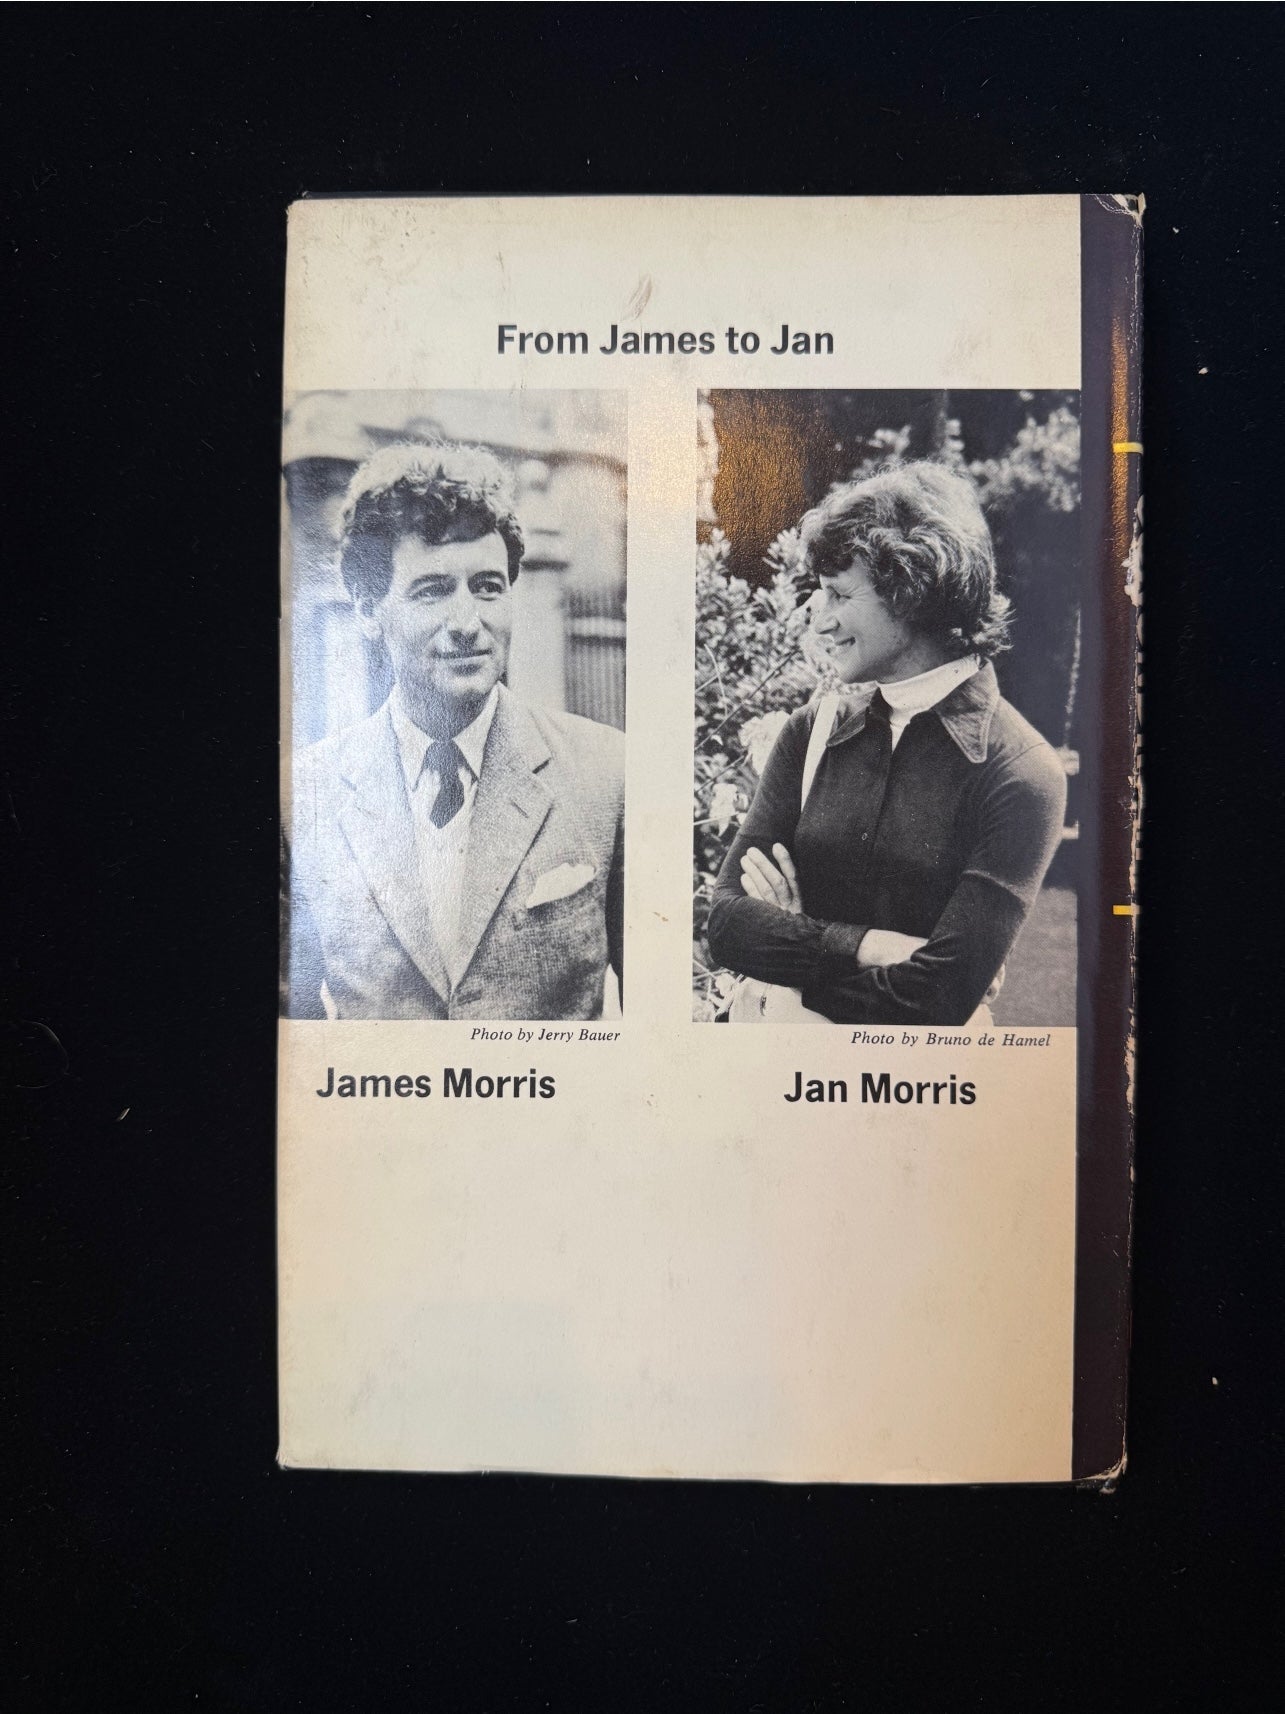 From James to Jan
Photo by Jerry Bauer
Photo by Bruno de Hamel
James Morris
Jan Morris